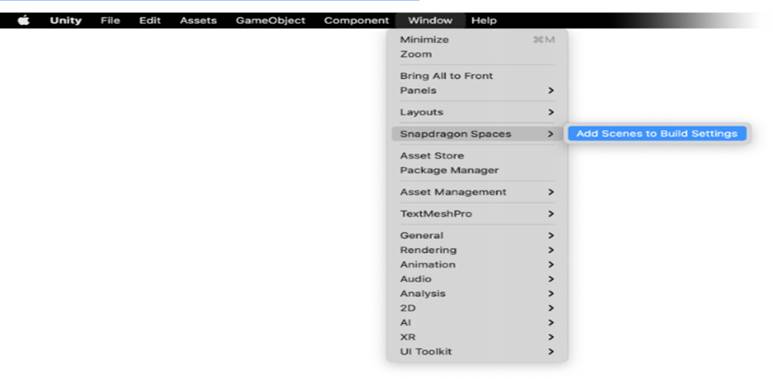 Unity File Edit Assets GameObject Component Window Help
Minimize ⌘M
Zoom
Bring All to Front
Panels >
Layouts >
Snapdragon Spaces > Add Scenes to Build Settings
Asset Store
Package Manager
Asset Management >
TextMeshPro >
General >
Rendering >
Animation >
Audio >
Analysis >
2D >
AI >
XR >
UI Toolkit >